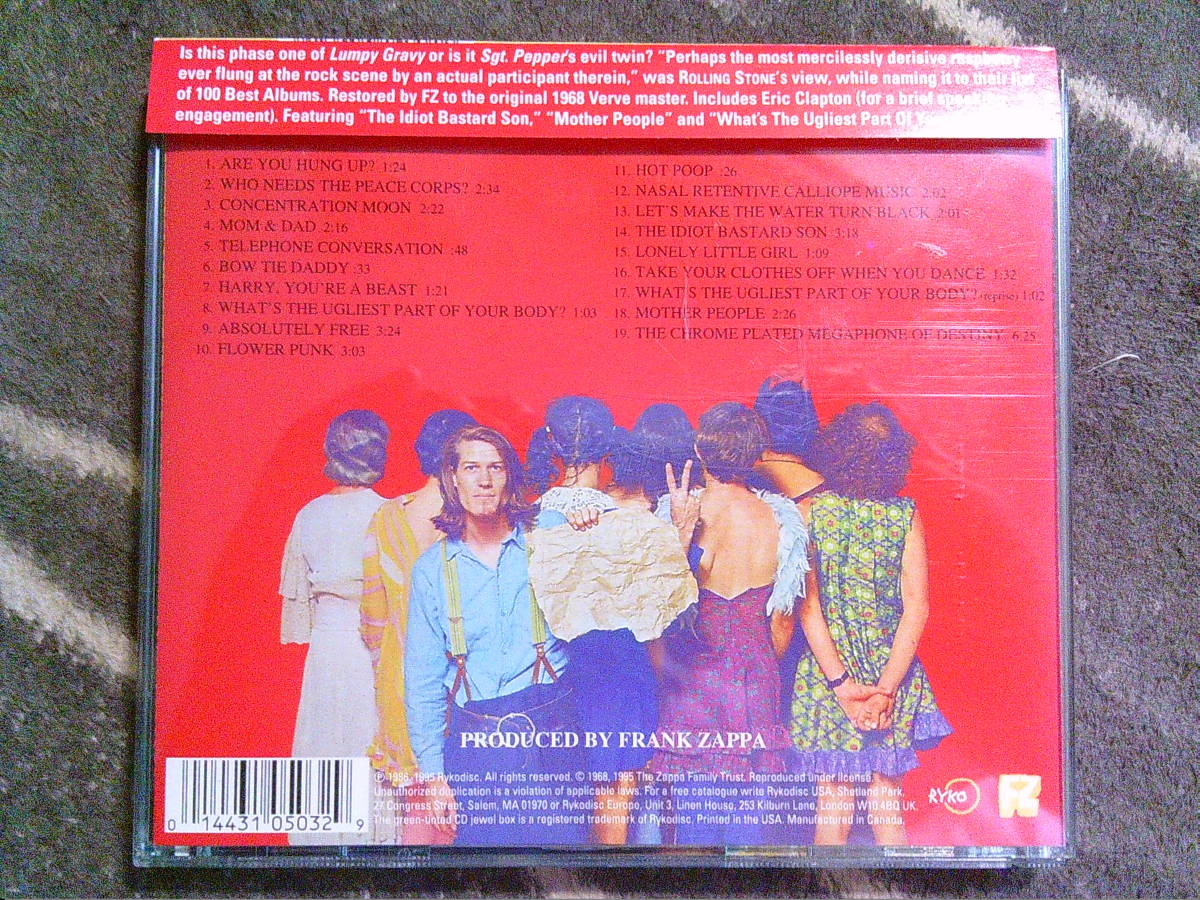 Is this phase one of Lumpy Gravy or is it Sgt. Pepper's evil twin? "Perhaps the most mercilessly derisive raspberry
ever flung at the rock scene by an actual participant therein," was ROLLING STONE'S view, while naming it to their list
of 100 Best Albums. Restored by FZ to the original 1968 Verve master. Includes Eric Clapton (for a brief
engagement). Featuring "The Idiot Bastard Son," "Mother People" and "What's The Ugliest Part Of
1. ARE YOU HUNG UP? 1:24
2. WHO NEEDS THE PEACE CORPS? 2:34
3. CONCENTRATION MOON 2:22
4. MOM & DAD 2:16
5. TELEPHONE CONVERSATION :48
6. BOW TIE DADDY :33
7. HARRY, YOU'RE A BEAST 1:21
8. WHAT'S THE UGLIEST PART OF YOUR BODY? 1:03
9. ABSOLUTELY FREE 3:24
10. FLOWER PUNK 3:03
11. HOT POOP :26
12. NASAL RETENTIVE CALLIOPE MUSIC 2:02
13. LET'S MAKE THE WATER TURN BLACK 2:01
14. THE IDIOT BASTARD SON 3:18
15. LONELY LITTLE GIRL 1:09
16. TAKE YOUR CLOTHES OFF WHEN YOU DANCE 1:32
17. WHAT'S THE UGLIEST PART OF YOUR BODY? (reprise) 1:02
18. MOTHER PEOPLE 2:26
19. THE CHROME PLATED MEGAPHONE OF DESTINY 6:25
PRODUCED BY FRANK ZAPPA
℗ 1986, 1995 Rykodisc. All rights reserved. © 1968, 1995 The Zappa Family Trust. Reproduced under license.
Unauthorized duplication is a violation of applicable laws. For a free catalogue write Rykodisc USA, Shetland Park,
27 Congress Street, Salem, MA 01970 or Rykodisc Europe, Unit 3, Linen House, 253 Kilburn Lane, London W10 4BQ UK.
The green-tinted CD jewel box is a registered trademark of Rykodisc. Printed in the USA. Manufactured in Canada.
0 14431 05032 9
RYKO
FZ